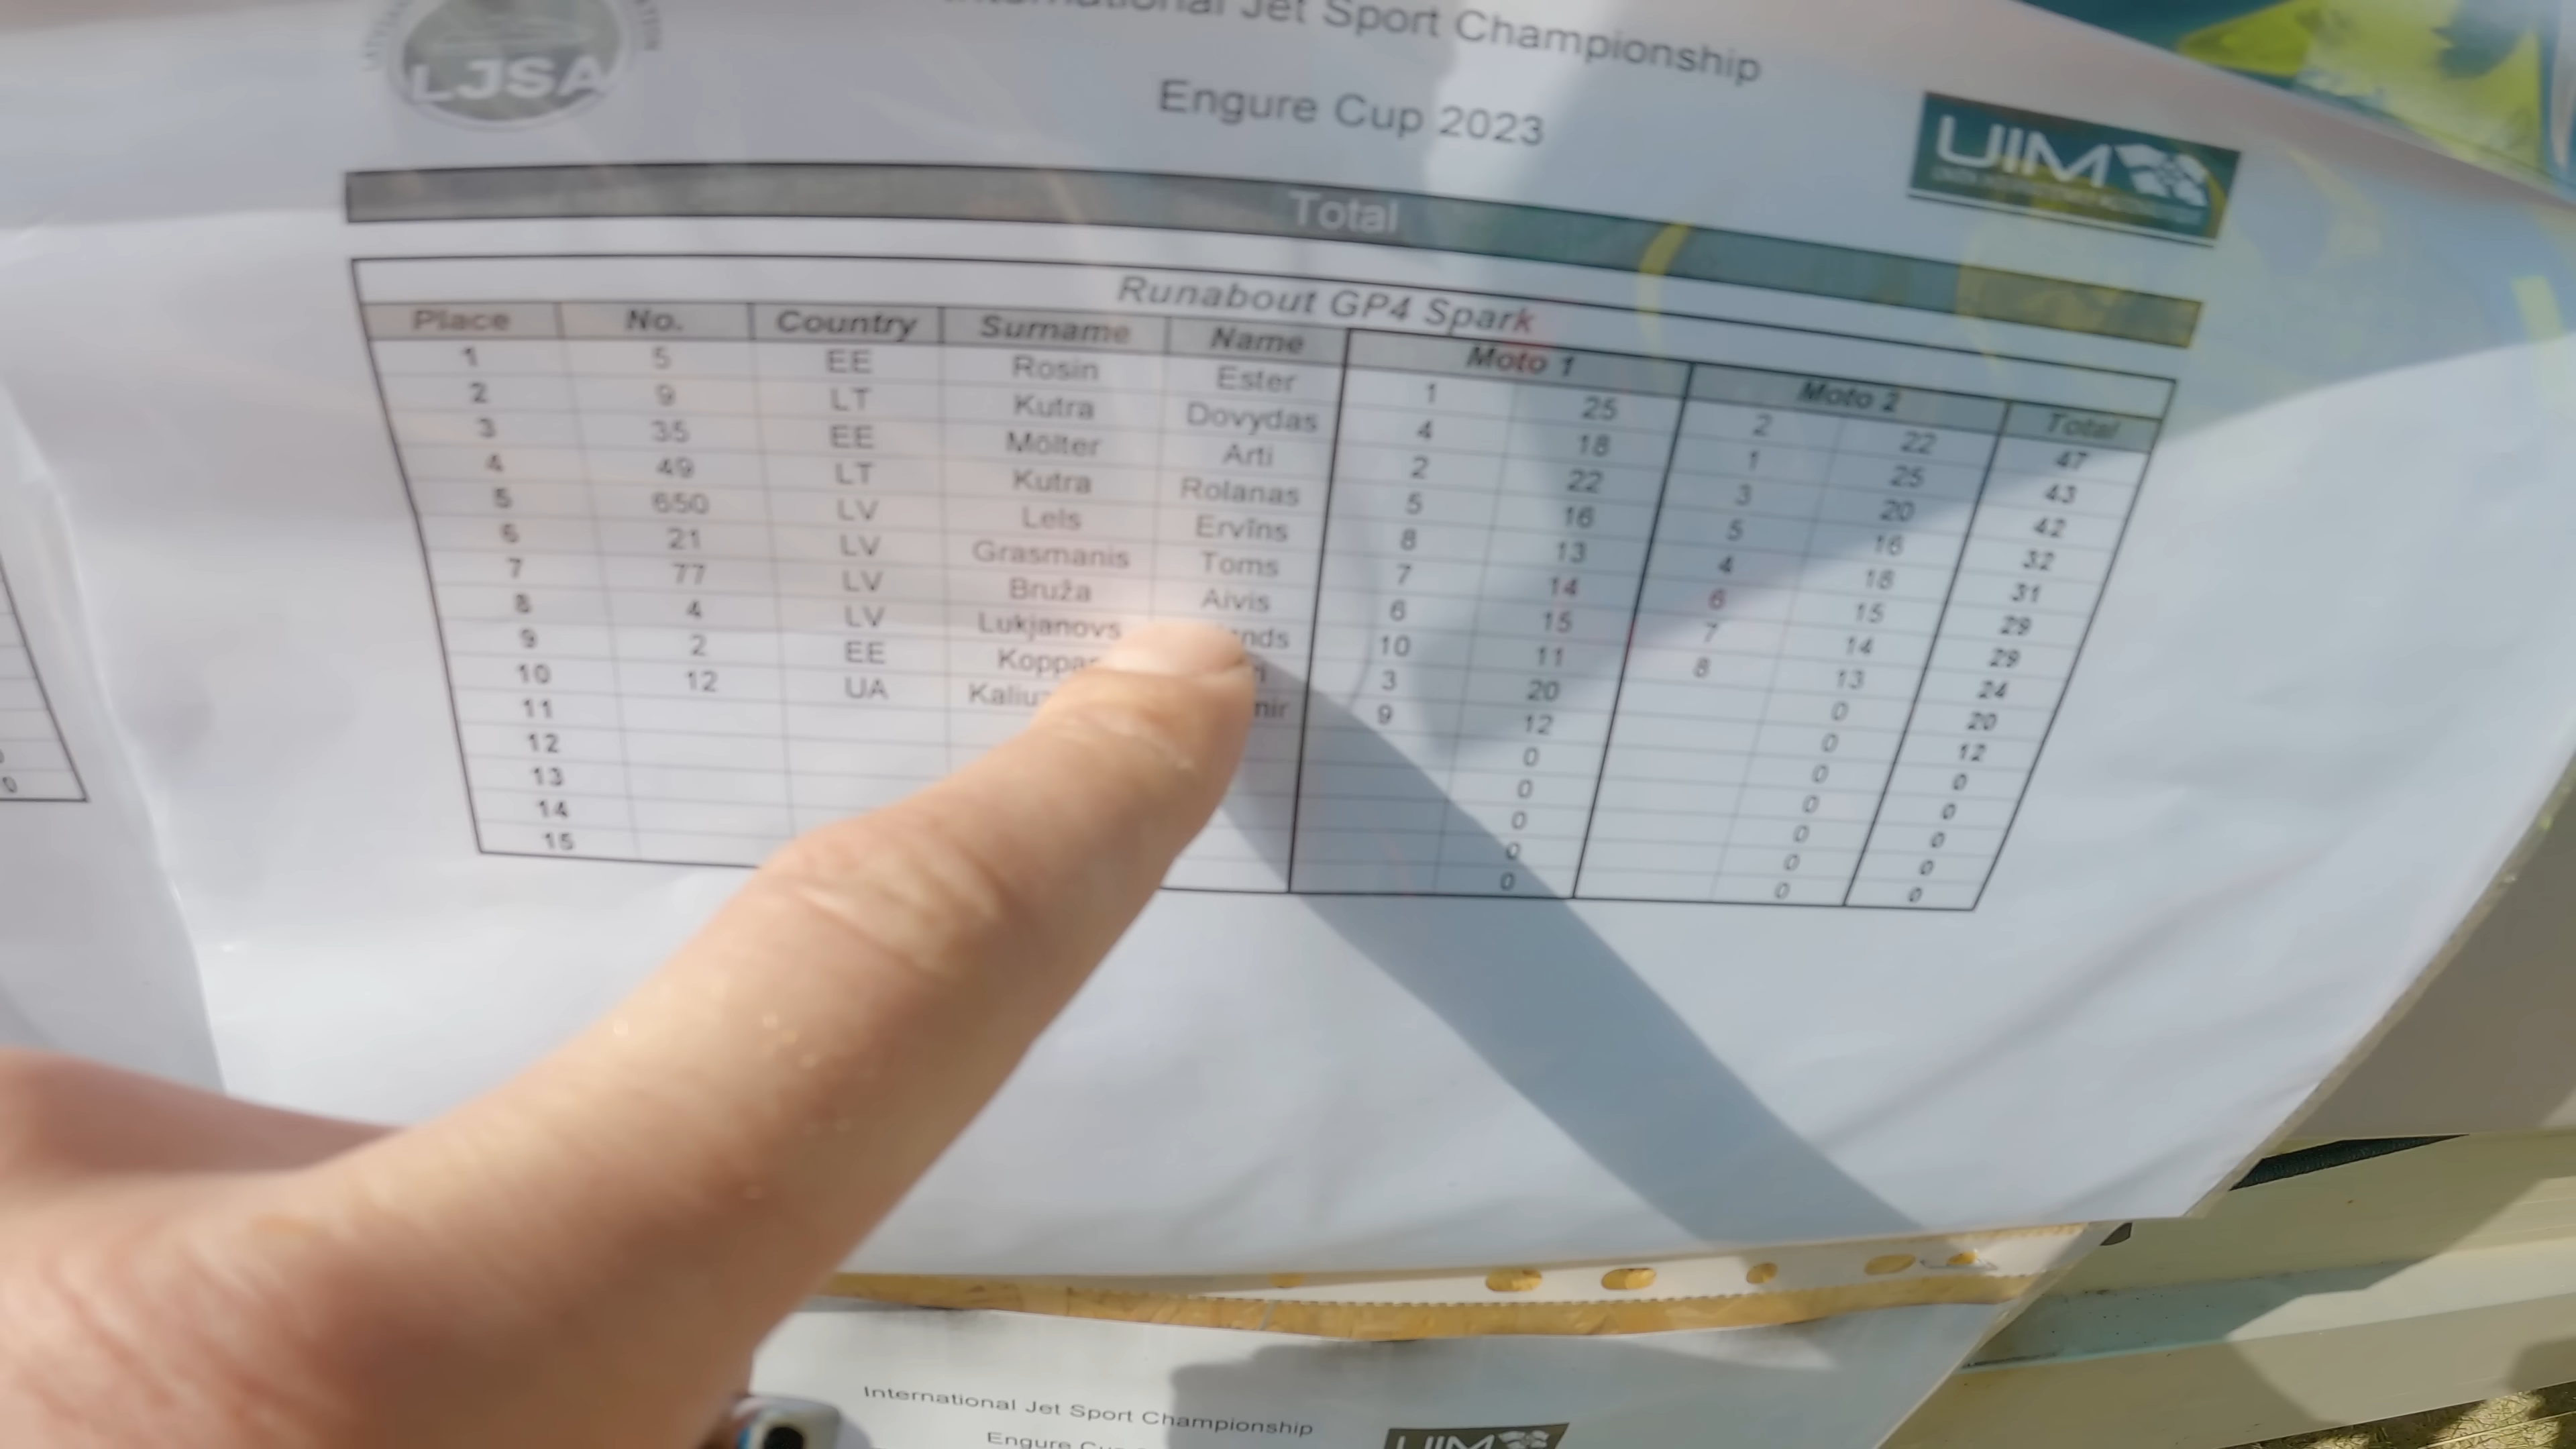 International Jet Sport Championship
LJSA
Engure Cup 2023
UIM
Total
Runabout GP4 Spark
Place No. Country Surname Name Moto 1 Moto 2 Total
1 5 EE Rosin Ester 1 25 2 22 47
2 9 LT Kutra Dovydas 4 18 1 25 43
3 35 EE Mölter Arti 2 22 3 20 42
4 49 LT Kutra Rolanas 5 16 5 16 32
5 650 LV Lels Ervīns 8 13 4 18 31
6 21 LV Grasmanis Toms 7 14 6 15 29
7 77 LV Bruža Aivis 6 15 7 14 29
8 4 LV Lukjanovs 10 11 8 13 24
9 2 EE 3 20 0 20
10 12 UA 9 12 0 12
11 0 0 0
12 0 0 0
13 0 0 0
14 0 0 0
15 0 0 0
0
International Jet Sport Championship
Engure
UIM